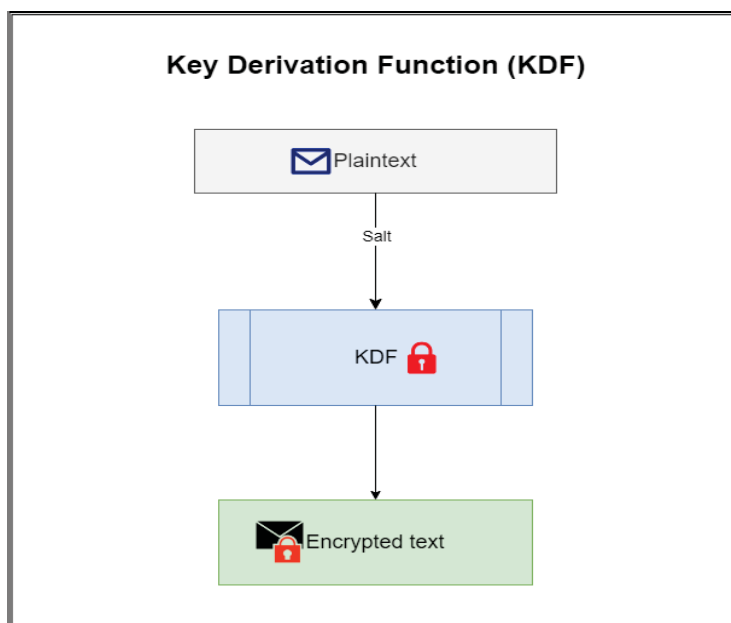 Key Derivation Function (KDF)
Plaintext
Salt
KDF
Encrypted text